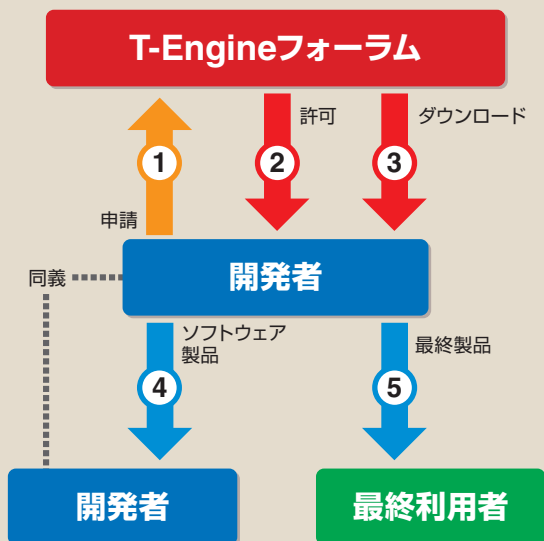 T-Engineフォーラム
許可
ダウンロード
1
2
3
申請
開発者
同義
ソフトウェア
製品
最終製品
4
5
開発者
最終利用者